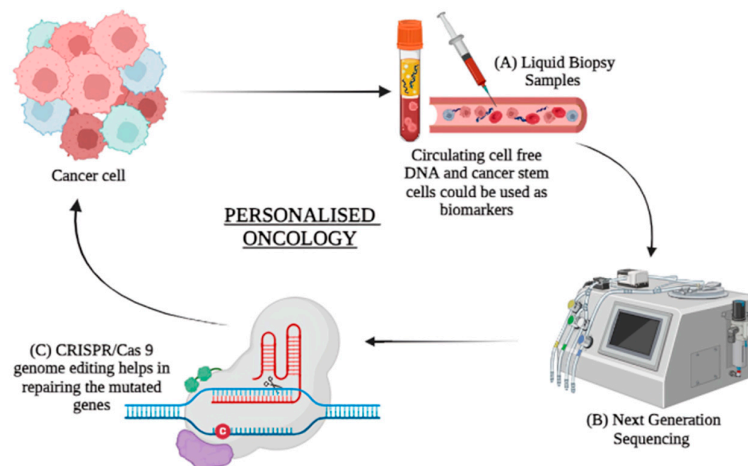 (A) Liquid Biopsy
Samples
Cancer cell
Circulating cell free
DNA and cancer stem
cells could be used as
biomarkers
PERSONALISED
ONCOLOGY
(C) CRISPR/Cas 9
genome editing helps in
repairing the mutated
genes
C
(B) Next Generation
Sequencing